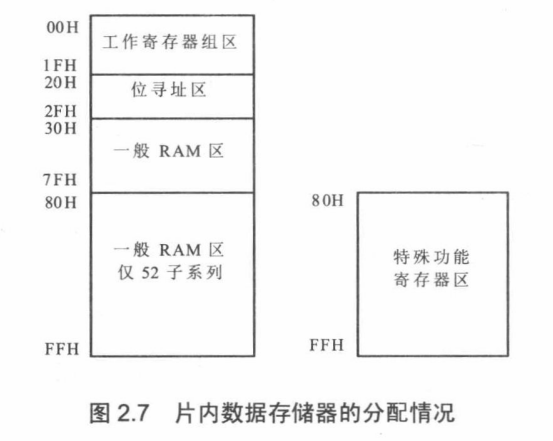 00H
工作寄存器组区
1FH
20H
位寻址区
2FH
30H
一般 RAM 区
7FH
80H
一般 RAM 区
仅 52 子系列
FFH
80H
特殊功能
寄存器区
FFH
图 2.7 片内数据存储器的分配情况